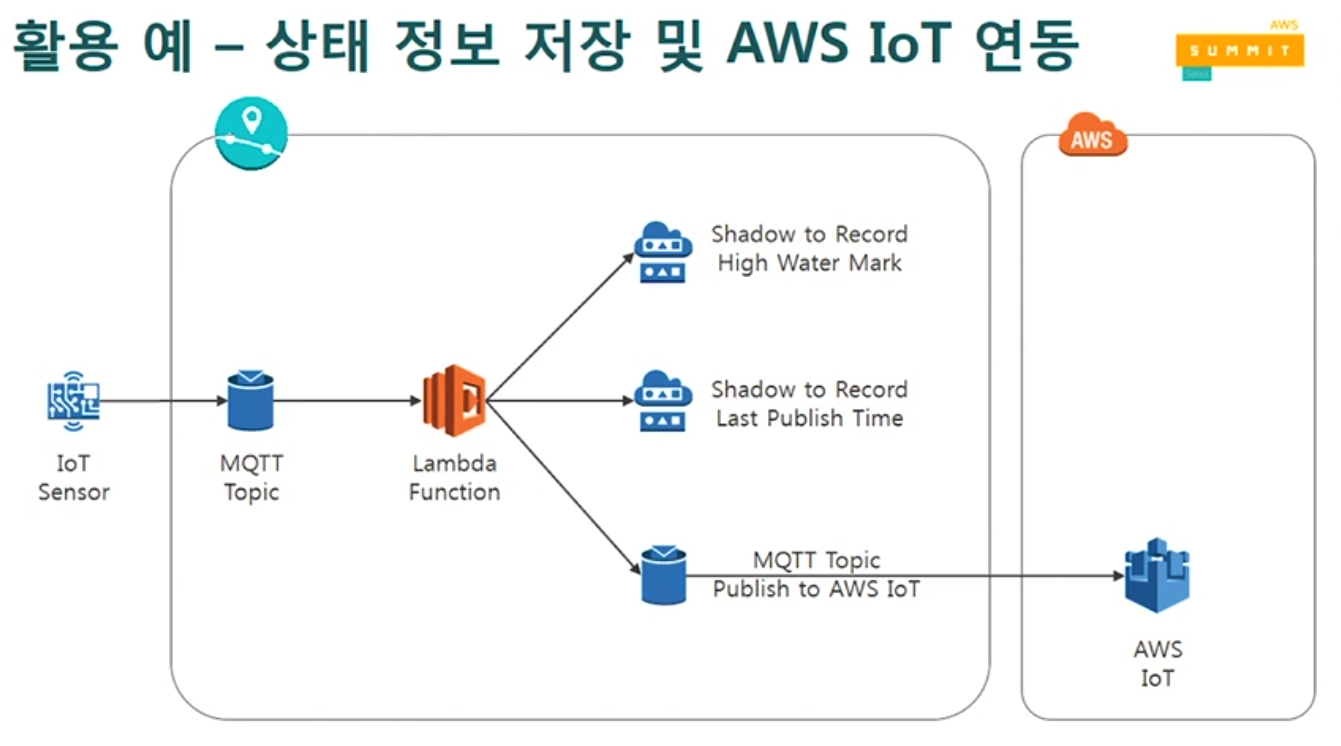 활용 예 – 상태 정보 저장 및 AWS IoT 연동
AWS
SUMMIT
Seoul
AWS
Shadow to Record
High Water Mark
Shadow to Record
Last Publish Time
IoT
Sensor
MQTT
Topic
Lambda
Function
MQTT Topic
Publish to AWS IoT
AWS
IoT